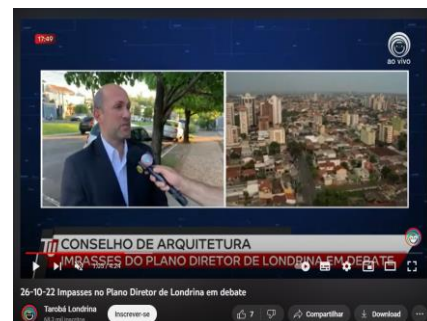 17:49
ao vivo
CONSELHO DE ARQUITETURA
IMPASSES DO PLANO DIRETOR DE LONDRINA EM DEBATE
26-10-22 Impasses no Plano Diretor de Londrina em debate
Tarobá Londrina
Inscrever-se
7
Compartilhar
Download